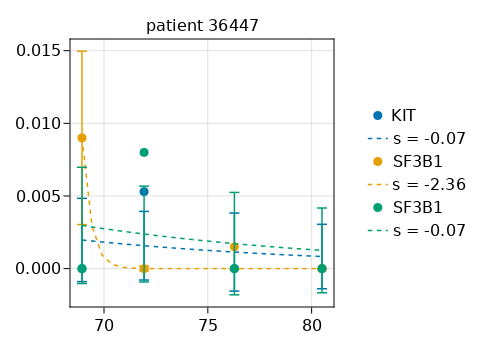 patient 36447
0.015
0.010
0.005
0.000
70
75
80
KIT
s = -0.07
SF3B1
s = -2.36
SF3B1
s = -0.07